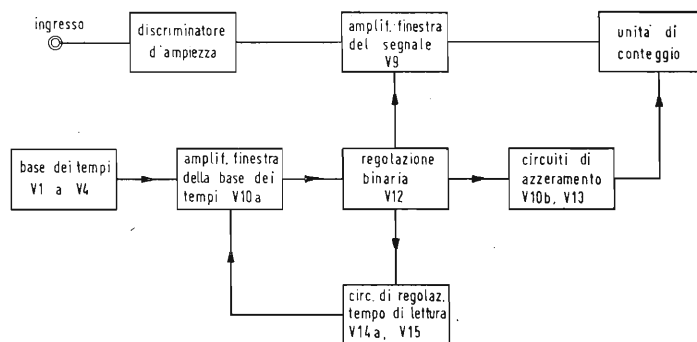 ingresso
discriminatore
d'ampiezza
amplif. finestra
del segnale
V9
unità di
conteggio
base dei tempi
V1 a V4
amplif. finestra
della base dei
tempi V10a
regolazione
binaria
V12
circuiti di
azzeramento
V10b, V13
circ. di regolaz.
tempo di lettura
V14a, V15